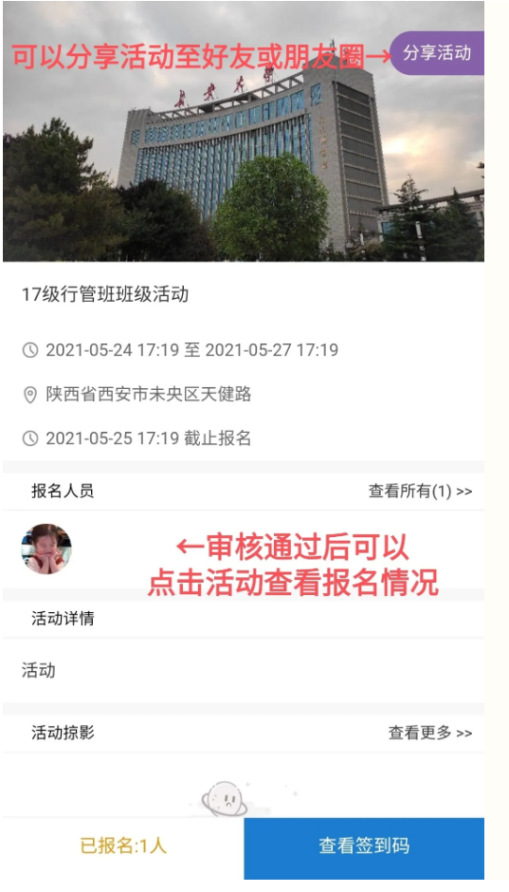 可以分享活动至好友或朋友圈→
分享活动
长安大学
17级行管班班级活动
2021-05-24 17:19 至 2021-05-27 17:19
陕西省西安市未央区天健路
2021-05-25 17:19 截止报名
报名人员
查看所有(1) >>
←审核通过后可以
点击活动查看报名情况
活动详情
活动
活动掠影
查看更多 >>
已报名:1人
查看签到码